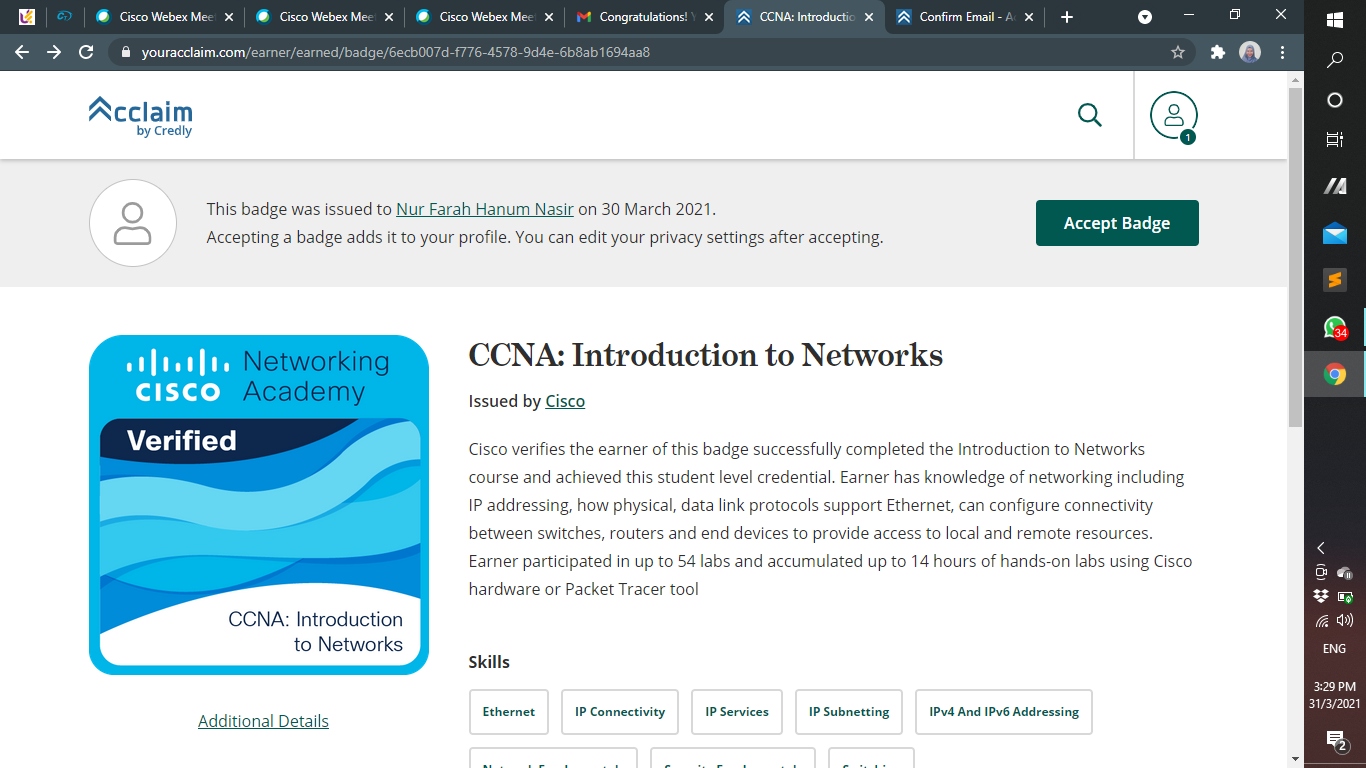 Cisco Webex Mee
Cisco Webex Mee
Cisco Webex Mee
Congratulations! Y
CCNA: Introductio
Confirm Email - A
youracclaim.com/earner/earned/badge/6ecb007d-f776-4578-9d4e-6b8ab1694aa8
Acclaim
by Credly
1
This badge was issued to Nur Farah Hanum Nasir on 30 March 2021.
Accepting a badge adds it to your profile. You can edit your privacy settings after accepting.
Accept Badge
CISCO
Networking
Academy
Verified
CCNA: Introduction
to Networks
Additional Details
CCNA: Introduction to Networks
Issued by Cisco
Cisco verifies the earner of this badge successfully completed the Introduction to Networks
course and achieved this student level credential. Earner has knowledge of networking including
IP addressing, how physical, data link protocols support Ethernet, can configure connectivity
between switches, routers and end devices to provide access to local and remote resources.
Earner participated in up to 54 labs and accumulated up to 14 hours of hands-on labs using Cisco
hardware or Packet Tracer tool
Skills
Ethernet
IP Connectivity
IP Services
IP Subnetting
IPv4 And IPv6 Addressing
34
ENG
3:29 PM
31/3/2021
2